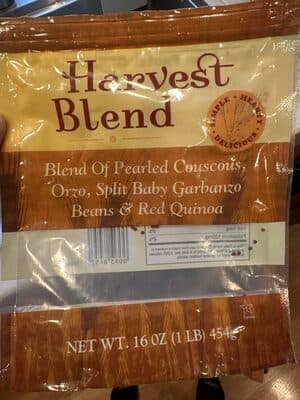 Harvest
Blend
SIMPLE • HEARTY
• DELICIOUS •
Blend Of Pearled Couscous,
Orzo, Split Baby Garbanzo
Beans & Red Quinoa
NET WT. 16 OZ (1 LB) 454g